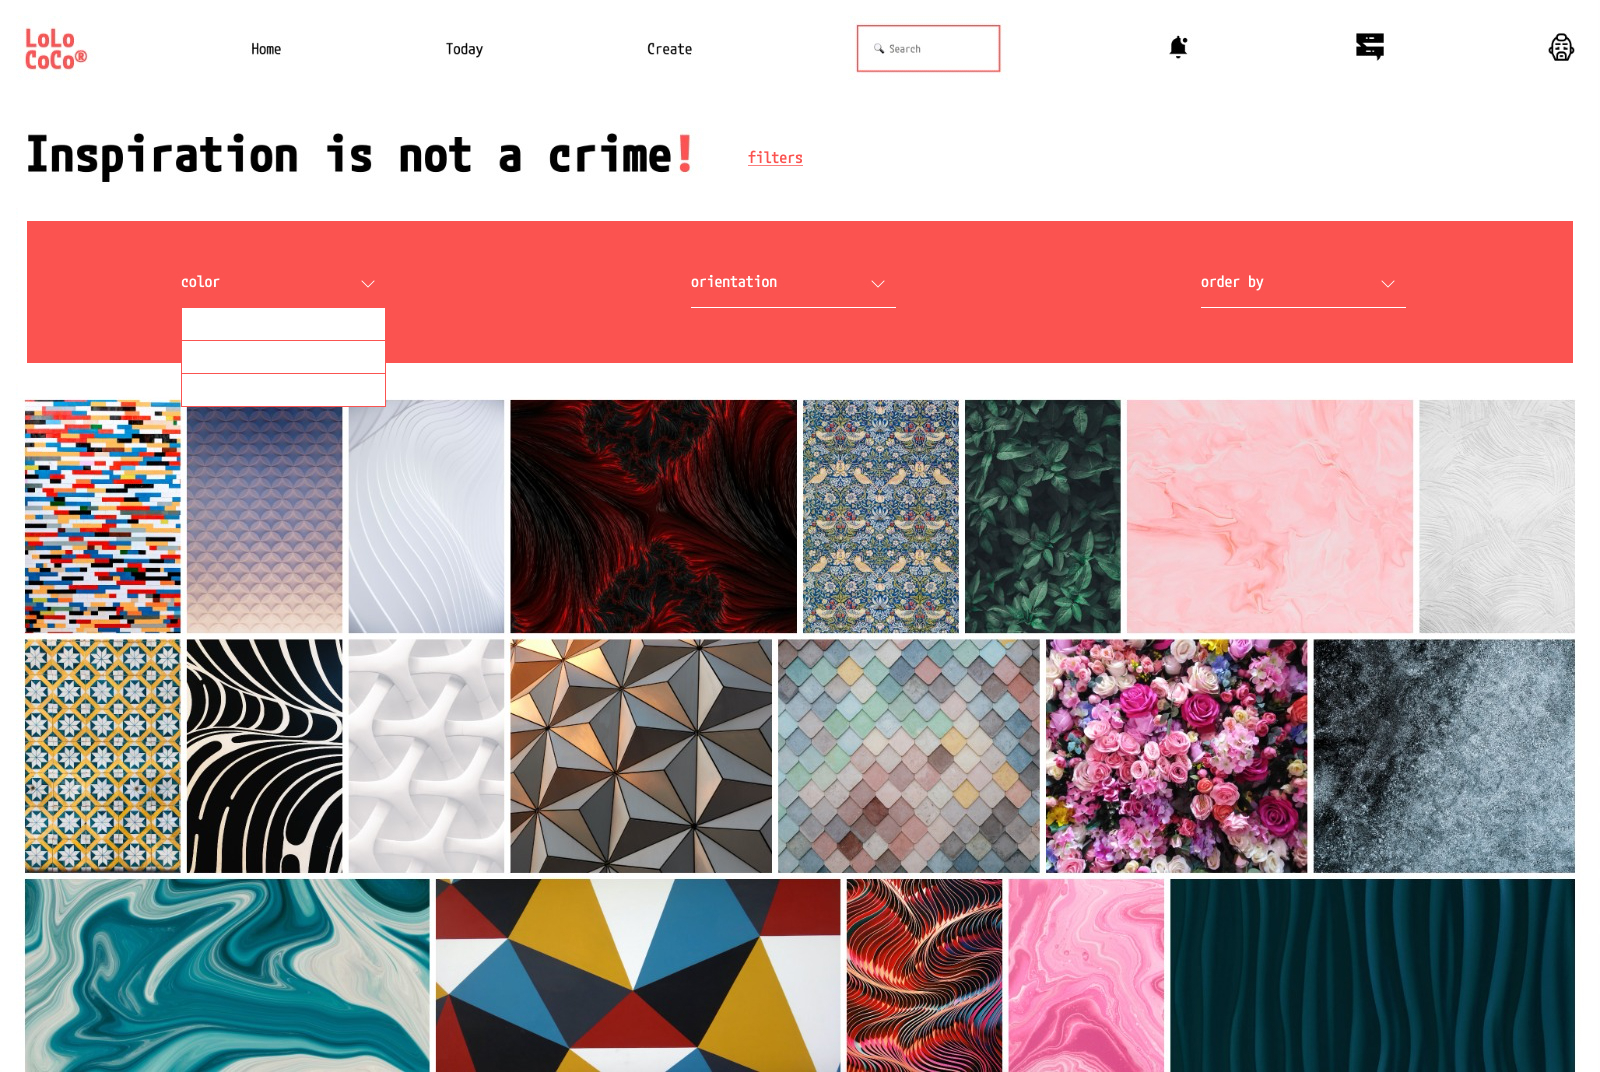 LoLo
CoCo®
Home
Today
Create
Search
Inspiration is not a crime!
filters
color
orientation
order by